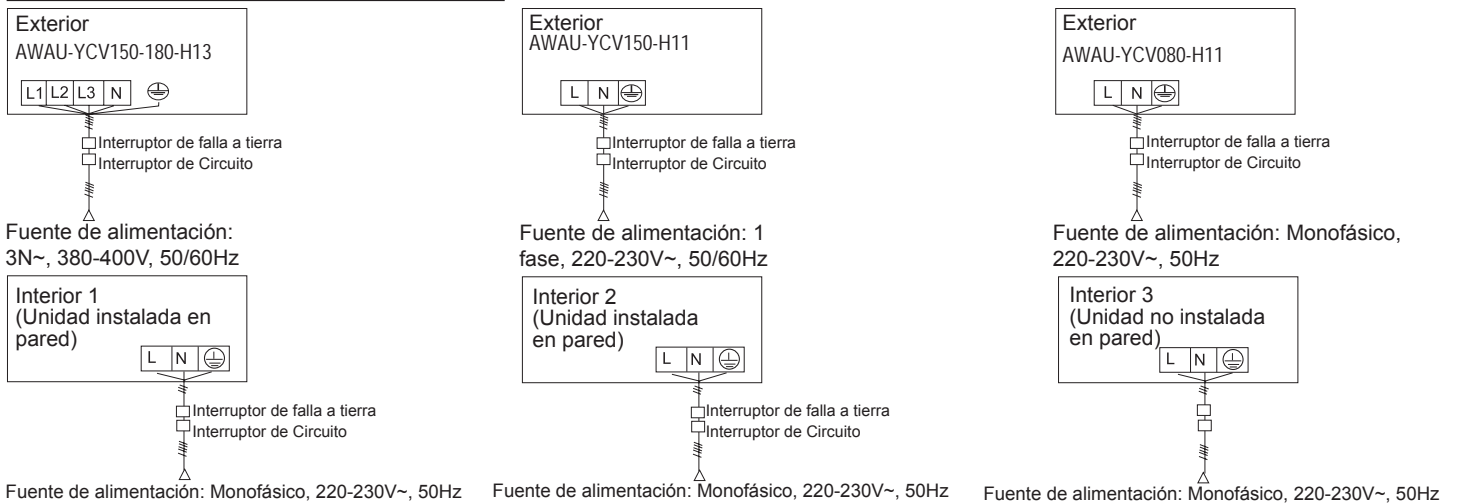 Exterior
AWAU-YCV150-180-H13
L1 L2 L3 N
Interruptor de falla a tierra
Interruptor de Circuito
Fuente de alimentación:
3N~, 380-400V, 50/60Hz
Exterior
AWAU-YCV150-H11
L N
Interruptor de falla a tierra
Interruptor de Circuito
Fuente de alimentación: 1
fase, 220-230V~, 50/60Hz
Exterior
AWAU-YCV080-H11
L N
Interruptor de falla a tierra
Interruptor de Circuito
Fuente de alimentación: Monofásico,
220-230V~, 50Hz
Interior 1
(Unidad instalada en
pared)
L N
Interruptor de falla a tierra
Interruptor de Circuito
Fuente de alimentación: Monofásico, 220-230V~, 50Hz
Interior 2
(Unidad instalada
en pared)
L N
Interruptor de falla a tierra
Interruptor de Circuito
Fuente de alimentación: Monofásico, 220-230V~, 50Hz
Interior 3
(Unidad no instalada
en pared)
L N
Fuente de alimentación: Monofásico, 220-230V~, 50Hz